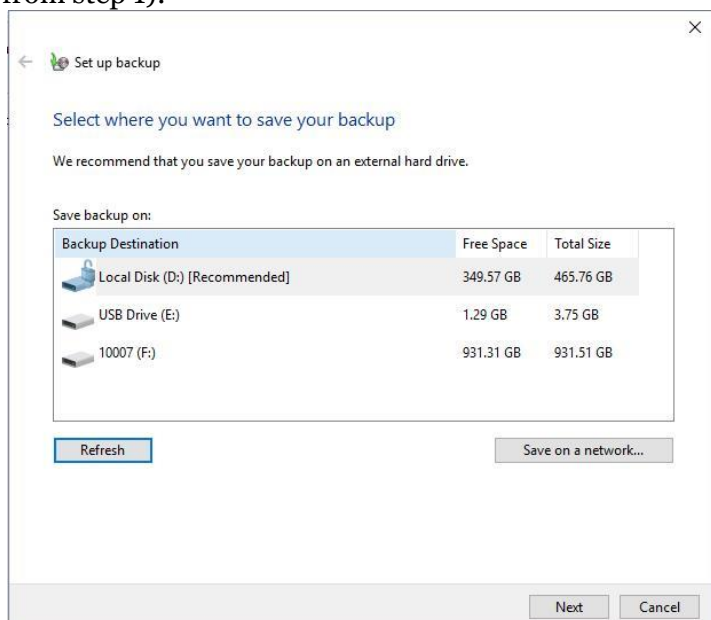 from step 1).
Set up backup
Select where you want to save your backup
We recommend that you save your backup on an external hard drive.
Save backup on:
Backup Destination Free Space Total Size
Local Disk (D:) [Recommended] 349.57 GB 465.76 GB
USB Drive (E:) 1.29 GB 3.75 GB
10007 (F:) 931.31 GB 931.51 GB
Refresh Save on a network...
Next Cancel